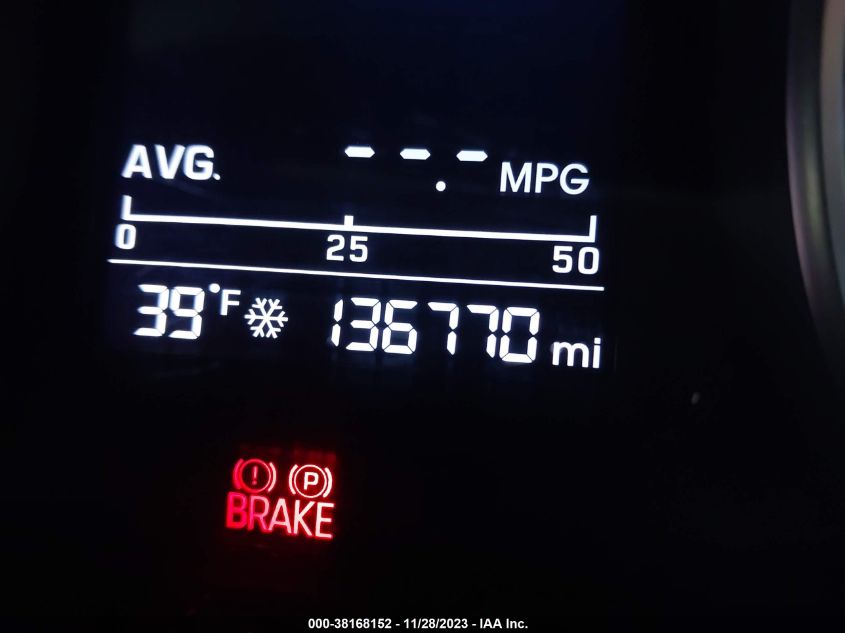 AVG. --.- MPG
0 25 50
39°F 136770 mi
P
BRAKE
000-38168152 - 11/28/2023 - IAA Inc.